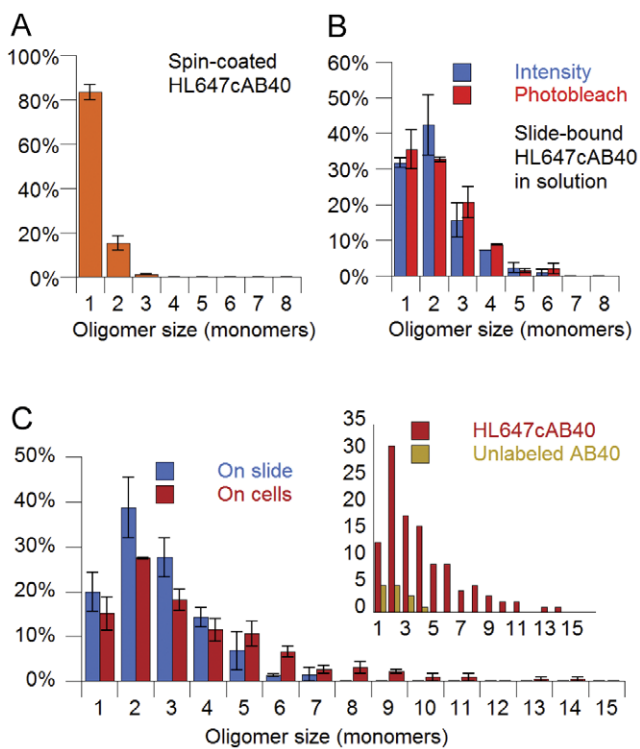 A
Spin-coated
HL647cAB40
80%
60%
40%
20%
0%
1 2 3 4 5 6 7 8
Oligomer size (monomers)
B
60%
50%
40%
30%
20%
10%
0%
Intensity
Photobleach
Slide-bound
HL647cAB40
in solution
1 2 3 4 5 6 7 8
Oligomer size (monomers)
C
50%
40%
30%
20%
10%
0%
On slide
On cells
1 2 3 4 5 6 7 8 9 10 11 12 13 14 15
Oligomer size (monomers)
35
30
25
20
15
10
5
0
HL647cAB40
Unlabeled AB40
1 3 5 7 9 11 13 15